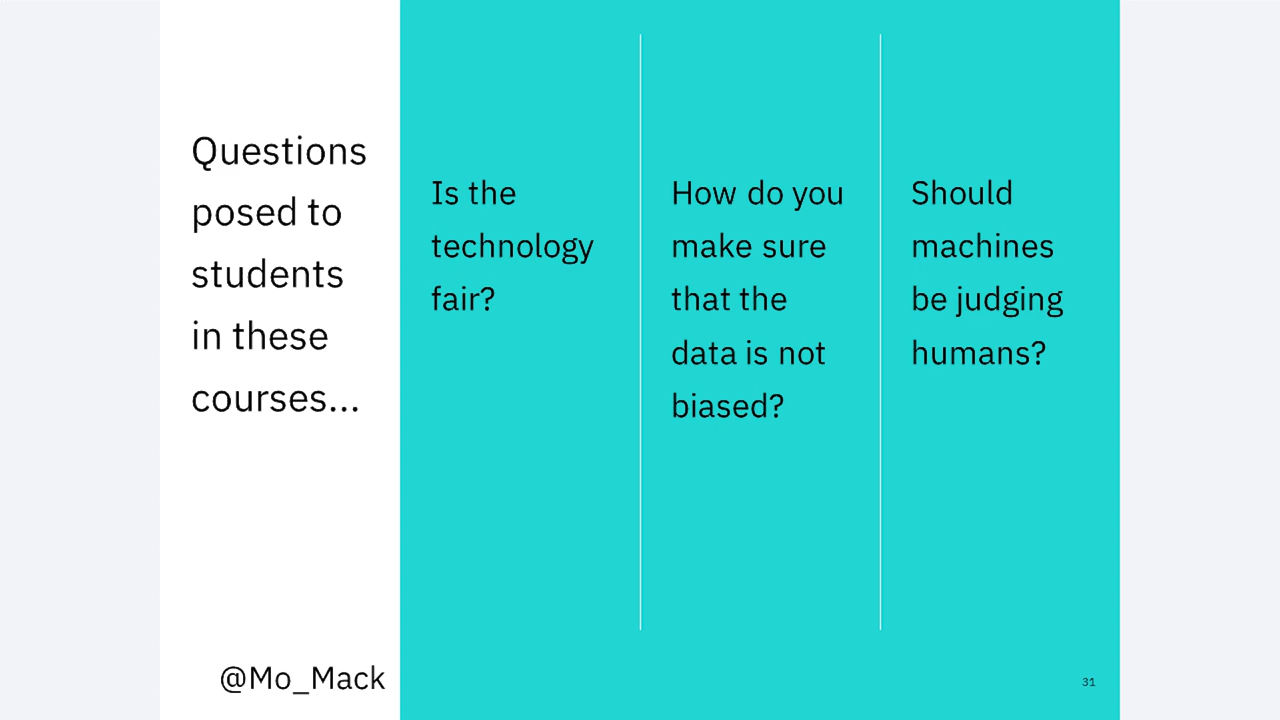 Questions
posed to
students
in these
courses...
Is the
technology
fair?
How do you
make sure
that the
data is not
biased?
Should
machines
be judging
humans?
@Mo_Mack
31